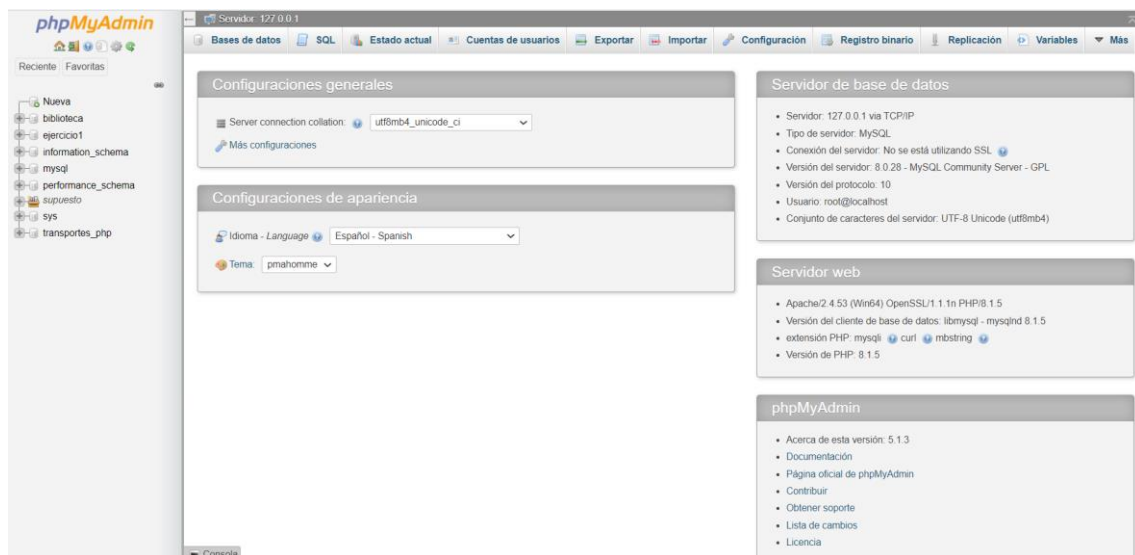 phpMyAdmin
Reciente Favoritas
Nueva
biblioteca
ejercicio1
information_schema
mysql
performance_schema
supuesto
sys
transportes_php
Servidor: 127.0.0.1
Bases de datos SQL Estado actual Cuentas de usuarios Exportar Importar Configuración Registro binario Replicación Variables Más
Configuraciones generales
Server connection collation: utf8mb4_unicode_ci
Más configuraciones
Configuraciones de apariencia
Idioma - Language Español - Spanish
Tema: pmahomme
Servidor de base de datos
Servidor: 127.0.0.1 via TCP/IP
Tipo de servidor: MySQL
Conexión del servidor: No se está utilizando SSL
Versión del servidor: 8.0.28 - MySQL Community Server - GPL
Versión del protocolo: 10
Usuario: root@localhost
Conjunto de caracteres del servidor: UTF-8 Unicode (utf8mb4)
Servidor web
Apache/2.4.53 (Win64) OpenSSL/1.1.1n PHP/8.1.5
Versión del cliente de base de datos: libmysql - mysqlnd 8.1.5
extensión PHP: mysqli curl mbstring
Versión de PHP: 8.1.5
phpMyAdmin
Acerca de esta versión: 5.1.3
Documentación
Página oficial de phpMyAdmin
Contribuir
Obtener soporte
Lista de cambios
Licencia
Consola